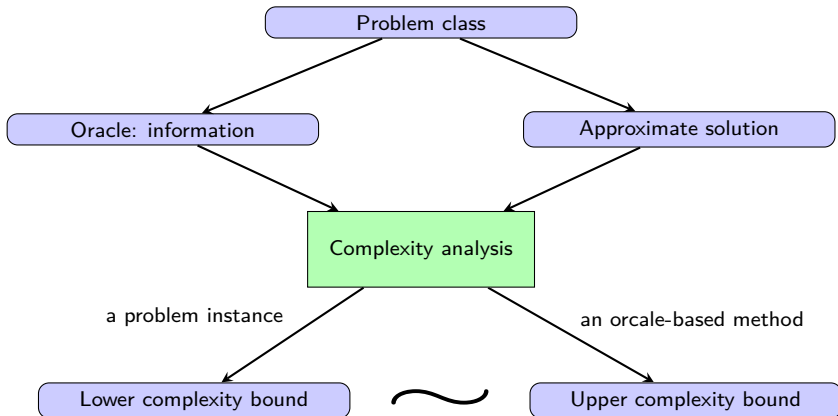 Problem class
Oracle: information
Approximate solution
Complexity analysis
a problem instance
an orcale-based method
Lower complexity bound
Upper complexity bound